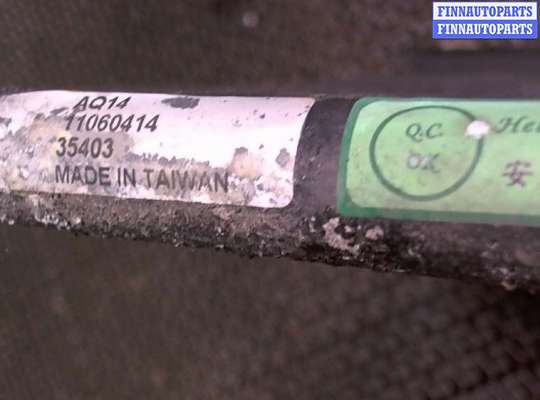 FINNAUTOPARTS
FINNAUTOPARTS
AQ14
11060414
35403
MADE IN TAIWAN
Q.C.
OK
安